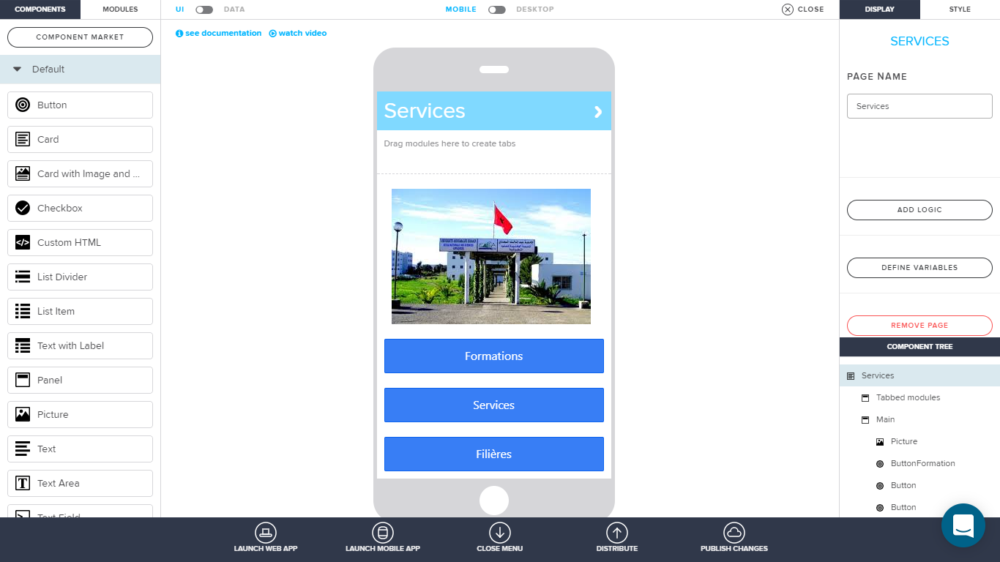 COMPONENTS
MODULES
UI
DATA
MOBILE
DESKTOP
CLOSE
DISPLAY
STYLE
COMPONENT MARKET
Default
Button
Card
Card with Image and ...
Checkbox
Custom HTML
List Divider
List Item
Text with Label
Panel
Picture
Text
Text Area
Text Field
see documentation
watch video
Services
Drag modules here to create tabs
Formations
Services
Filières
SERVICES
PAGE NAME
Services
ADD LOGIC
DEFINE VARIABLES
REMOVE PAGE
COMPONENT TREE
Services
Tabbed modules
Main
Picture
ButtonFormation
Button
Button
LAUNCH WEB APP
LAUNCH MOBILE APP
CLOSE MENU
DISTRIBUTE
PUBLISH CHANGES